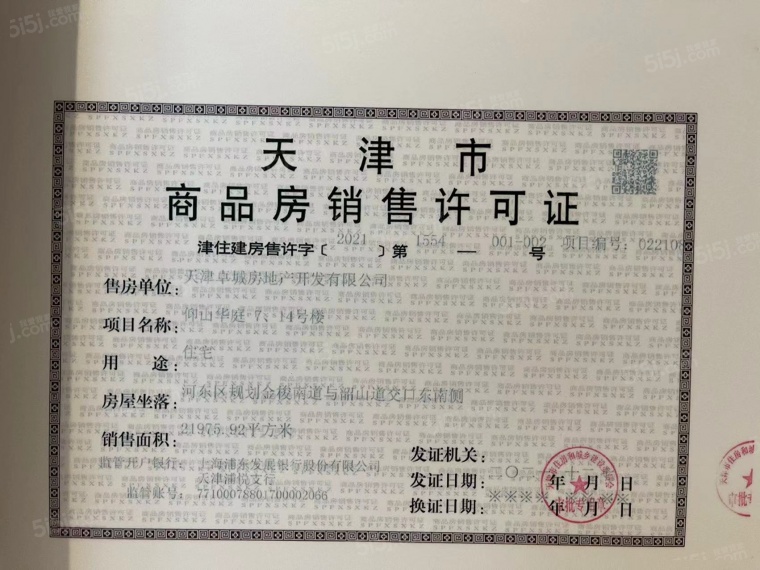 天津市
商品房销售许可证
津住建房售许字〔2021〕第1554—001-002号 项目编号：022108
售房单位：天津卓城房地产开发有限公司
项目名称：仰山华庭 7、14号楼
用途：住宅
房屋坐落：河东区规划金稷南道与韶山道交口东南侧
销售面积：21975.92平方米
监管开户银行：上海浦东发展银行股份有限公司
天津浦悦支行
监管账号：77100078801700002066
发证机关：
发证日期： 年 月 日
换证日期：※※※※年※月※日